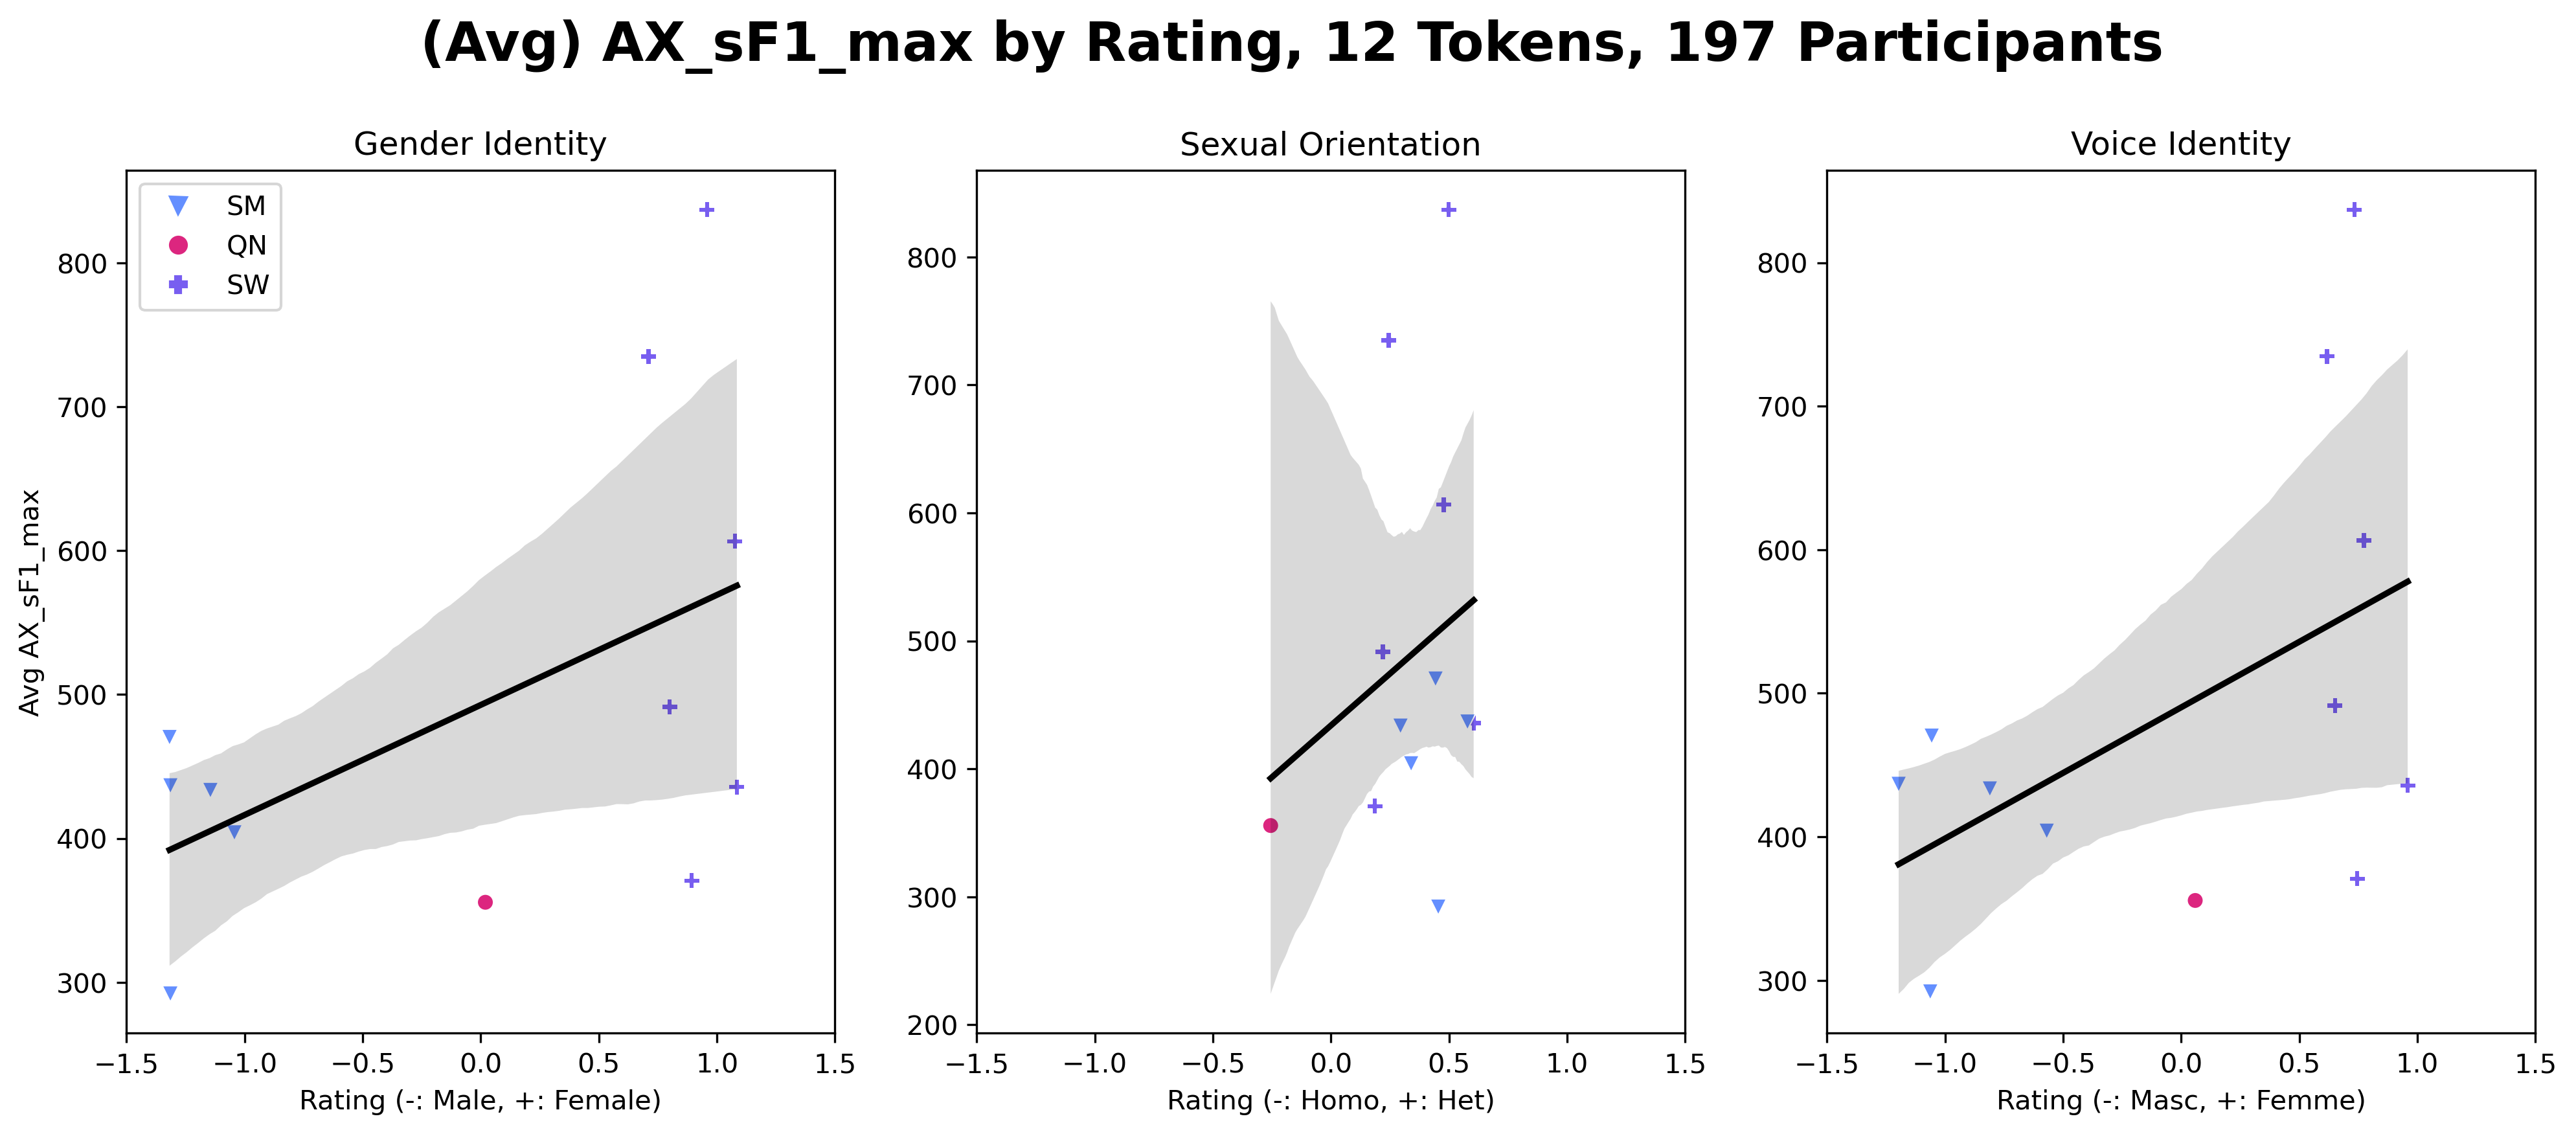 (Avg) AX_sF1_max by Rating, 12 Tokens, 197 Participants
Gender Identity
SM
QN
SW
800
700
600
500
400
300
Avg AX_sF1_max
−1.5 −1.0 −0.5 0.0 0.5 1.0 1.5
Rating (-: Male, +: Female)
Sexual Orientation
800
700
600
500
400
300
200
−1.5 −1.0 −0.5 0.0 0.5 1.0 1.5
Rating (-: Homo, +: Het)
Voice Identity
800
700
600
500
400
300
−1.5 −1.0 −0.5 0.0 0.5 1.0 1.5
Rating (-: Masc, +: Femme)